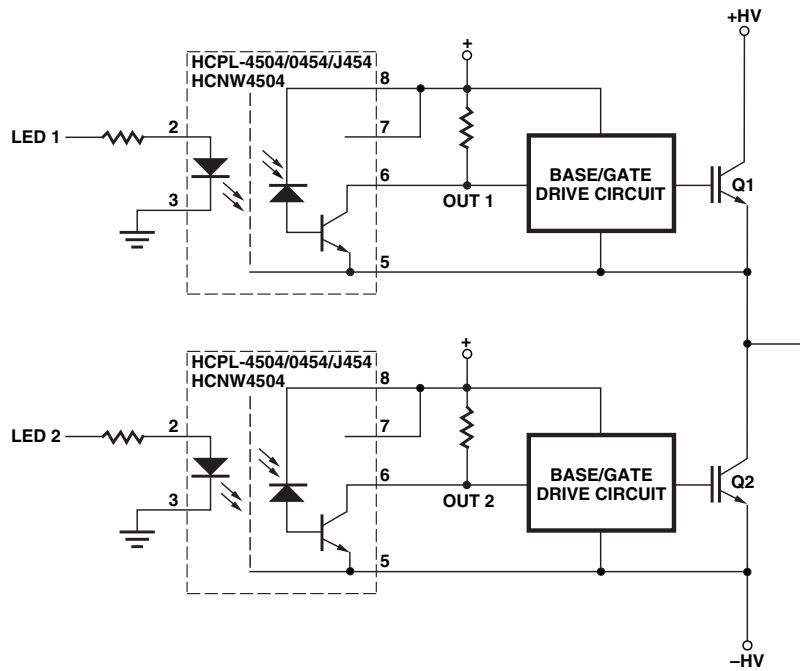 +HV
HCPL-4504/0454/J454
HCNW4504
+
8
LED 1
2
7
BASE/GATE
DRIVE CIRCUIT
Q1
3
6
OUT 1
5
HCPL-4504/0454/J454
HCNW4504
+
8
LED 2
2
7
BASE/GATE
DRIVE CIRCUIT
Q2
3
6
OUT 2
5
–HV